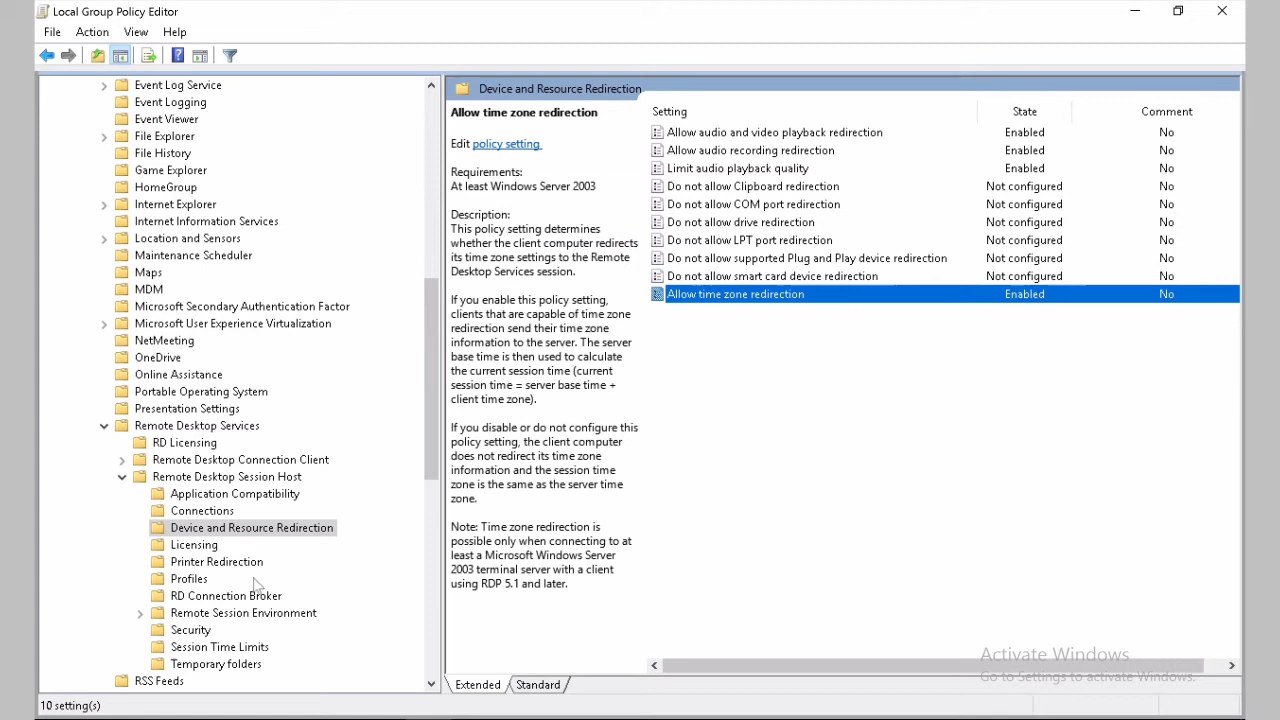 Local Group Policy Editor
File Action View Help
Event Log Service
Event Logging
Event Viewer
File Explorer
File History
Game Explorer
HomeGroup
Internet Explorer
Internet Information Services
Location and Sensors
Maintenance Scheduler
Maps
MDM
Microsoft Secondary Authentication Factor
Microsoft User Experience Virtualization
NetMeeting
OneDrive
Online Assistance
Portable Operating System
Presentation Settings
Remote Desktop Services
RD Licensing
Remote Desktop Connection Client
Remote Desktop Session Host
Application Compatibility
Connections
Device and Resource Redirection
Licensing
Printer Redirection
Profiles
RD Connection Broker
Remote Session Environment
Security
Session Time Limits
Temporary folders
RSS Feeds
Device and Resource Redirection
Allow time zone redirection
Edit policy setting
Requirements:
At least Windows Server 2003
Description:
This policy setting determines
whether the client computer redirects
its time zone settings to the Remote
Desktop Services session.
If you enable this policy setting,
clients that are capable of time zone
redirection send their time zone
information to the server. The server
base time is then used to calculate
the current session time (current
session time = server base time +
client time zone).
If you disable or do not configure this
policy setting, the client computer
does not redirect its time zone
information and the session time
zone is the same as the server time
zone.
Note: Time zone redirection is
possible only when connecting to at
least a Microsoft Windows Server
2003 terminal server with a client
using RDP 5.1 and later.
Setting State Comment
Allow audio and video playback redirection Enabled No
Allow audio recording redirection Enabled No
Limit audio playback quality Enabled No
Do not allow Clipboard redirection Not configured No
Do not allow COM port redirection Not configured No
Do not allow drive redirection Not configured No
Do not allow LPT port redirection Not configured No
Do not allow supported Plug and Play device redirection Not configured No
Do not allow smart card device redirection Not configured No
Allow time zone redirection Enabled No
Activate Windows
Go to Settings to activate Windows.
Extended Standard
10 setting(s)